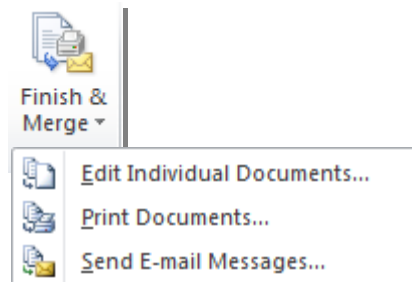 Finish &
Merge
Edit Individual Documents...
Print Documents...
Send E-mail Messages...